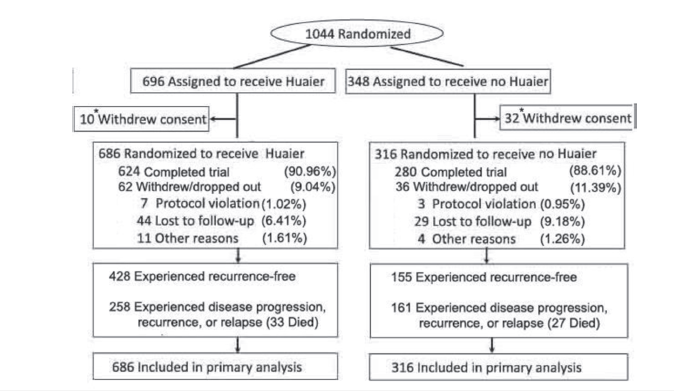 1044 Randomized
696 Assigned to receive Huaier
348 Assigned to receive no Huaier
10*Withdrew consent
32*Withdrew consent
686 Randomized to receive Huaier
624 Completed trial (90.96%)
62 Withdrew/dropped out (9.04%)
7 Protocol violation (1.02%)
44 Lost to follow-up (6.41%)
11 Other reasons (1.61%)
316 Randomized to receive no Huaier
280 Completed trial (88.61%)
36 Withdrew/dropped out (11.39%)
3 Protocol violation (0.95%)
29 Lost to follow-up (9.18%)
4 Other reasons (1.26%)
428 Experienced recurrence-free
258 Experienced disease progression,
recurrence, or relapse (33 Died)
155 Experienced recurrence-free
161 Experienced disease progression,
recurrence, or relapse (27 Died)
686 Included in primary analysis
316 Included in primary analysis